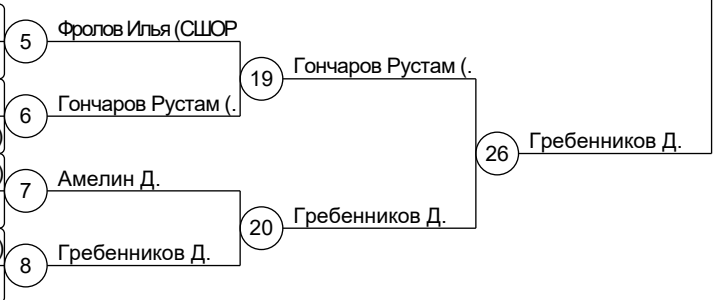 5 Фролов Илья (СШОР
19 Гончаров Рустам (.
6 Гончаров Рустам (.
26 Гребенников Д.
7 Амелин Д.
20 Гребенников Д.
8 Гребенников Д.